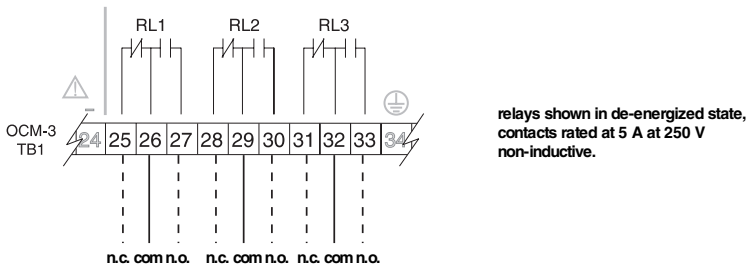 RL1 RL2 RL3
relays shown in de-energized state,
contacts rated at 5 A at 250 V
non-inductive.
OCM-3
TB1
24 25 26 27 28 29 30 31 32 33 34
n.c. com n.o. n.c. com n.o. n.c. com n.o.